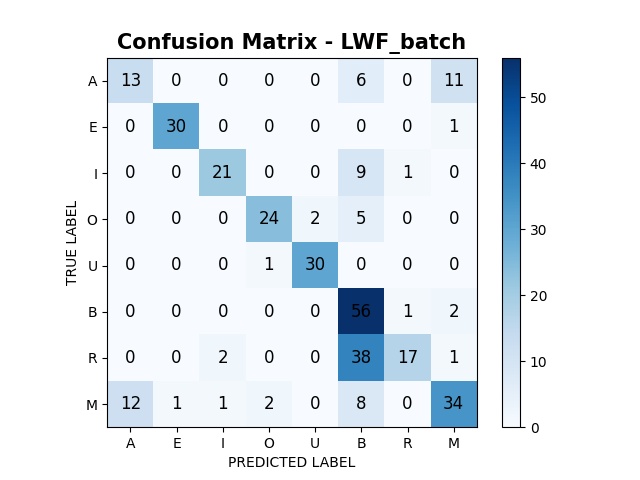 Confusion Matrix - LWF_batch
TRUE LABEL
A 13 0 0 0 0 6 0 11
E 0 30 0 0 0 0 0 1
I 0 0 21 0 0 9 1 0
O 0 0 0 24 2 5 0 0
U 0 0 0 1 30 0 0 0
B 0 0 0 0 0 56 1 2
R 0 0 2 0 0 38 17 1
M 12 1 1 2 0 8 0 34
A E I O U B R M
PREDICTED LABEL
50
40
30
20
10
0